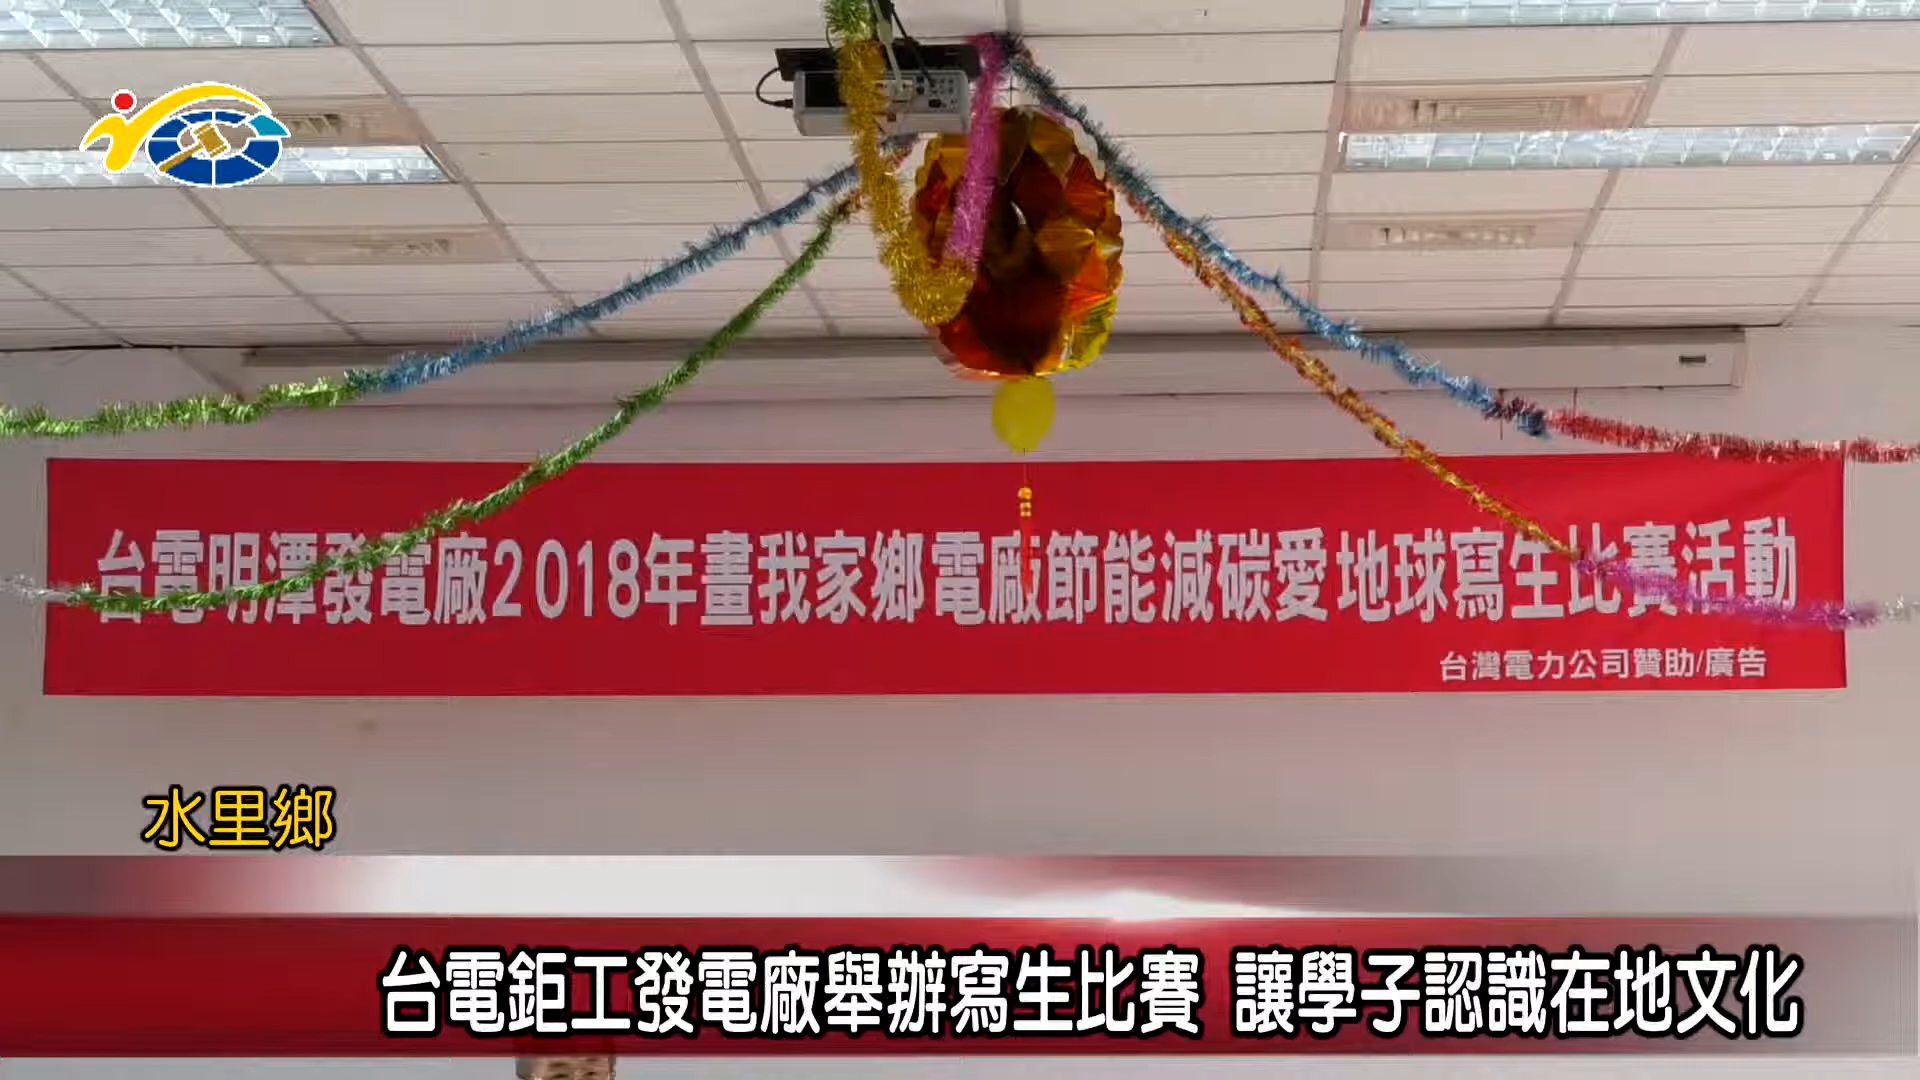 台電明潭發電廠2018年畫我家鄉電廠節能減碳愛地球寫生比賽活動
台灣電力公司贊助/廣告
水里鄉
台電鉅工發電廠舉辦寫生比賽 讓學子認識在地文化